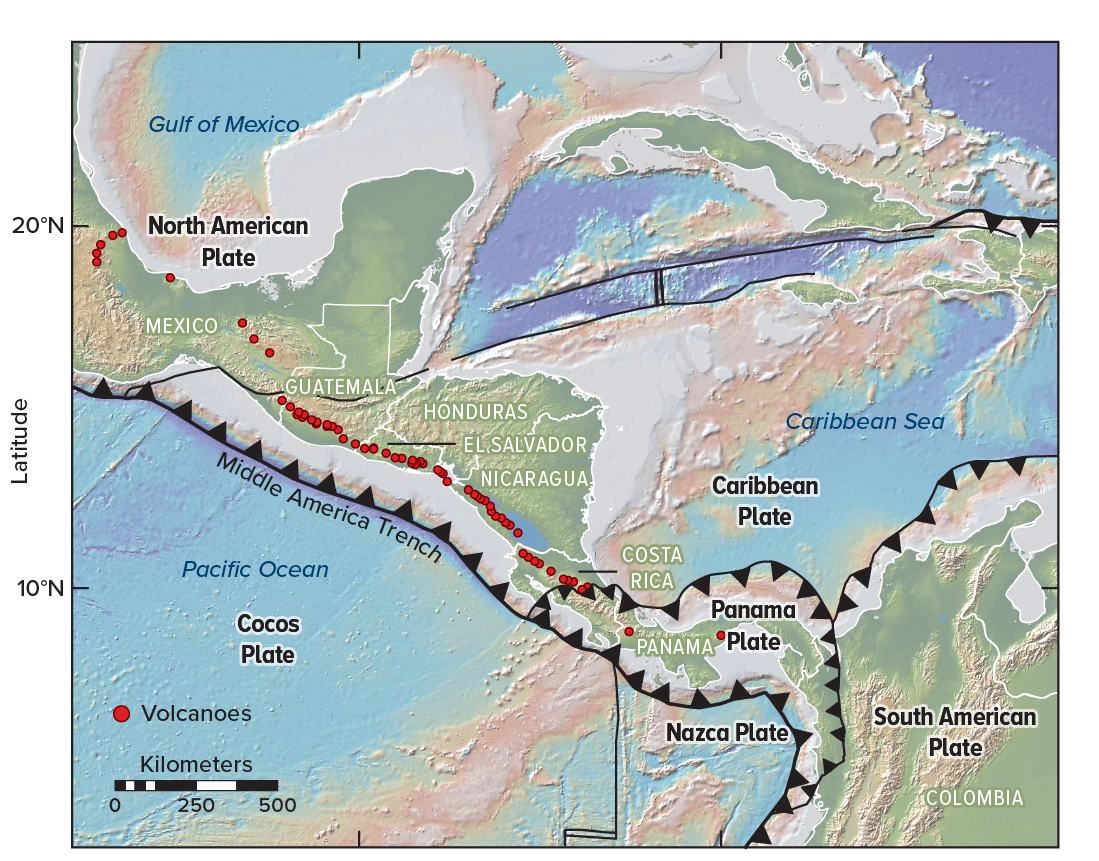 Gulf of Mexico
20°N
North American
Plate
MEXICO
GUATEMALA
HONDURAS
EL SALVADOR
NICARAGUA
Caribbean Sea
Latitude
Middle America Trench
Caribbean
Plate
10°N
Pacific Ocean
COSTA
RICA
Cocos
Plate
Panama
Plate
PANAMA
Nazca Plate
South American
Plate
COLOMBIA
Volcanoes
Kilometers
0 250 500